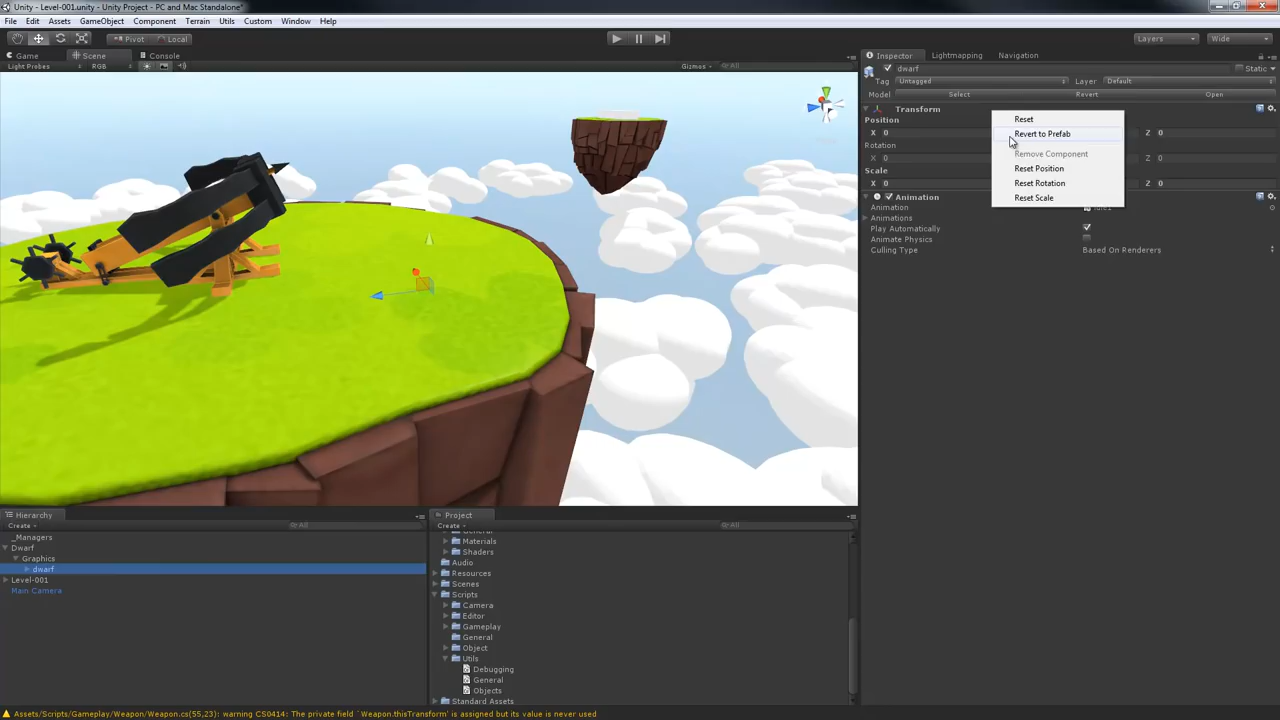 Unity - Level-001.unity - Unity Project - PC and Mac Standalone*
File Edit Assets GameObject Component Terrain Utils Custom Window Help
Pivot Local Layers Wide
Game Scene Console Inspector Lightmapping Navigation
Light Probes RGB Gizmos All
dwarf Static
Tag Untagged Layer Default
Model Select Revert Open
Transform
Position
X 0 Z 0
Rotation
X 0 Z 0
Scale
X 0 Z 0
Reset
Revert to Prefab
Remove Component
Reset Position
Reset Rotation
Reset Scale
Animation
Animation
Animations
Play Automatically
Animate Physics
Culling Type Based On Renderers
Hierarchy
Create All
_Managers
Dwarf
Graphics
dwarf
Level-001
Main Camera
Project
Create All
General
Materials
Shaders
Audio
Resources
Scenes
Scripts
Camera
Editor
Gameplay
General
Object
Utils
Debugging
General
Objects
Standard Assets
Assets/Scripts/Gameplay/Weapon/Weapon.cs(55,23): warning CS0414: The private field `Weapon.thisTransform' is assigned but its value is never used